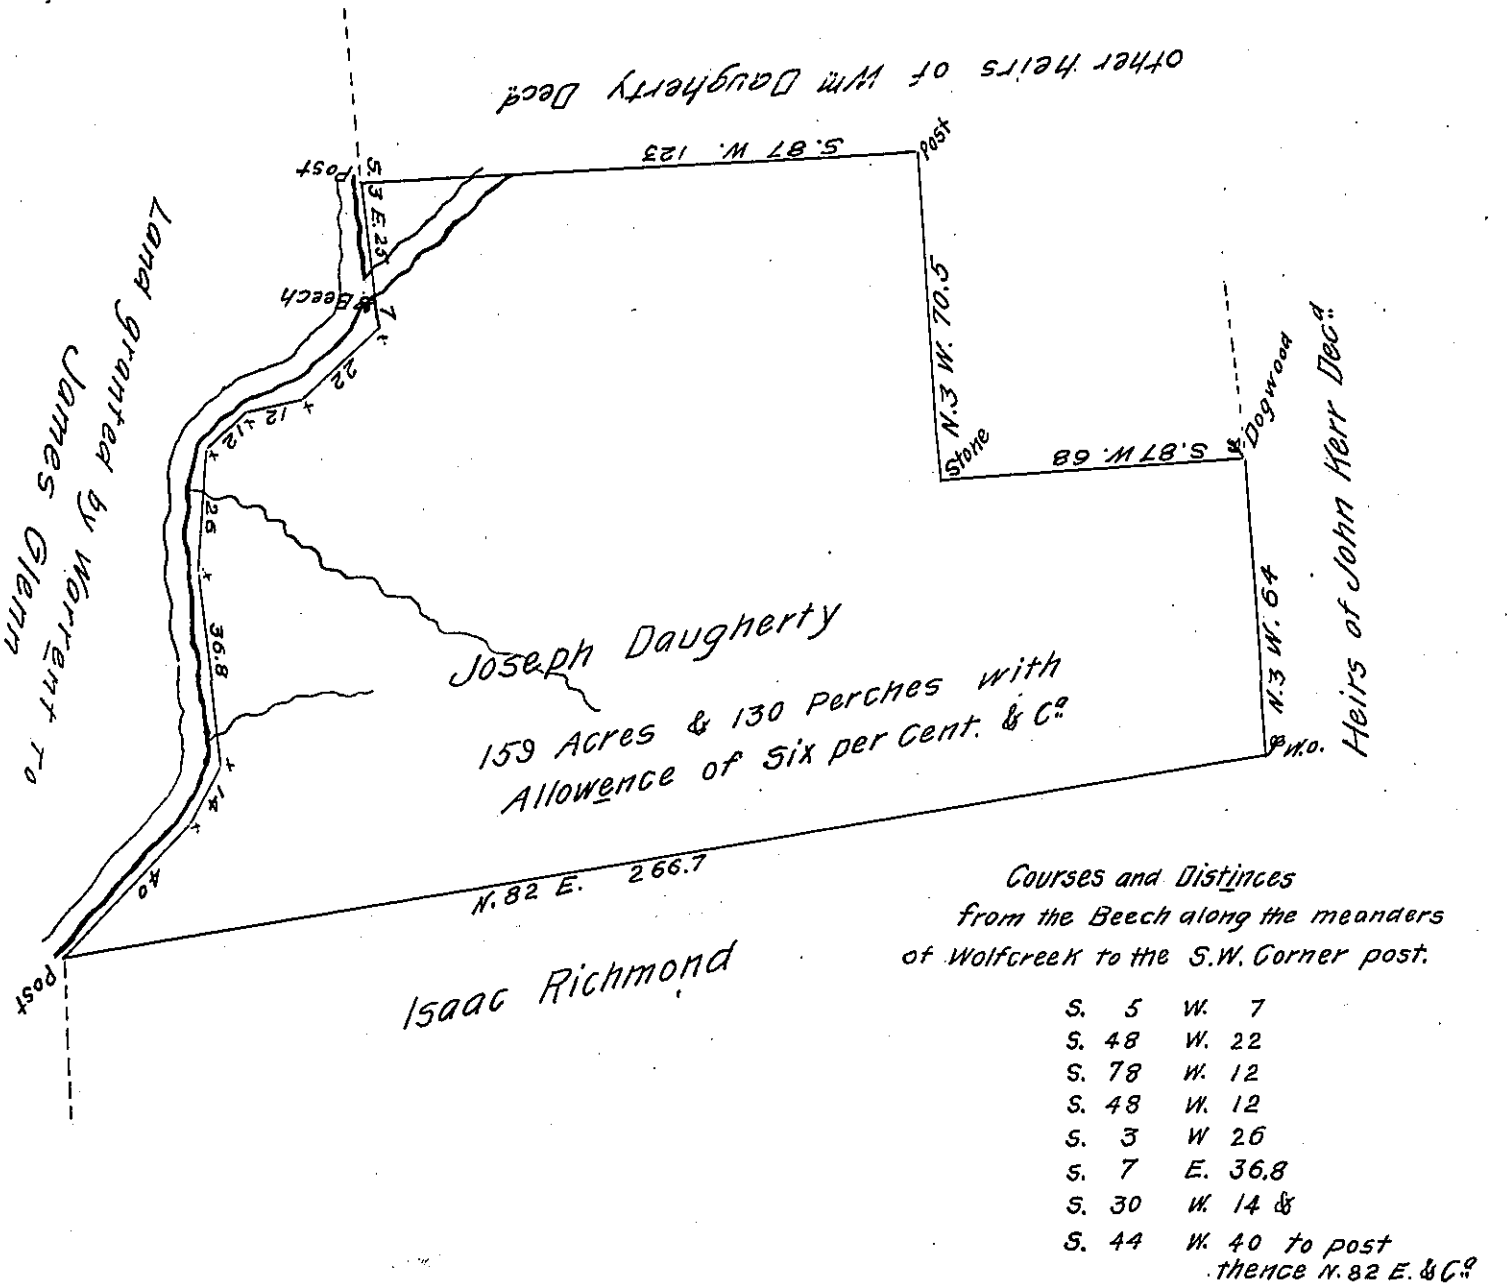 other heirs of Wm Daugherty Decd
Post
S. 87 W. 123
Post
S. 3 E. 25
Beech
7
22
12
12
26
36.8
14
40
Post
Land granted by Warrent To
James Glenn
N. 3 W. 70.5
Stone
S. 87 W. 68
Dogwood
N. 3 W. 64
W.O.
Heirs of John Kerr Decd
Joseph Daugherty
159 Acres & 130 Perches with
Allowence of Six per Cent. & Co
N. 82 E. 266.7
Isaac Richmond
Courses and Distinces
from the Beech along the meanders
of Wolfcreek to the S.W. Corner post.
S. 5 W. 7
S. 48 W. 22
S. 78 W. 12
S. 48 W. 12
S. 3 W 26
S. 7 E. 36.8
S. 30 W. 14 &
S. 44 W. 40 to post
thence N. 82 E. & Co